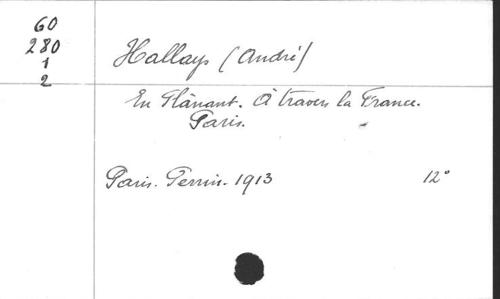 60
280
1
2
Hallays (André)
En Flânant. A travers la France.
Paris.
Paris. Perrin. 1913 12°